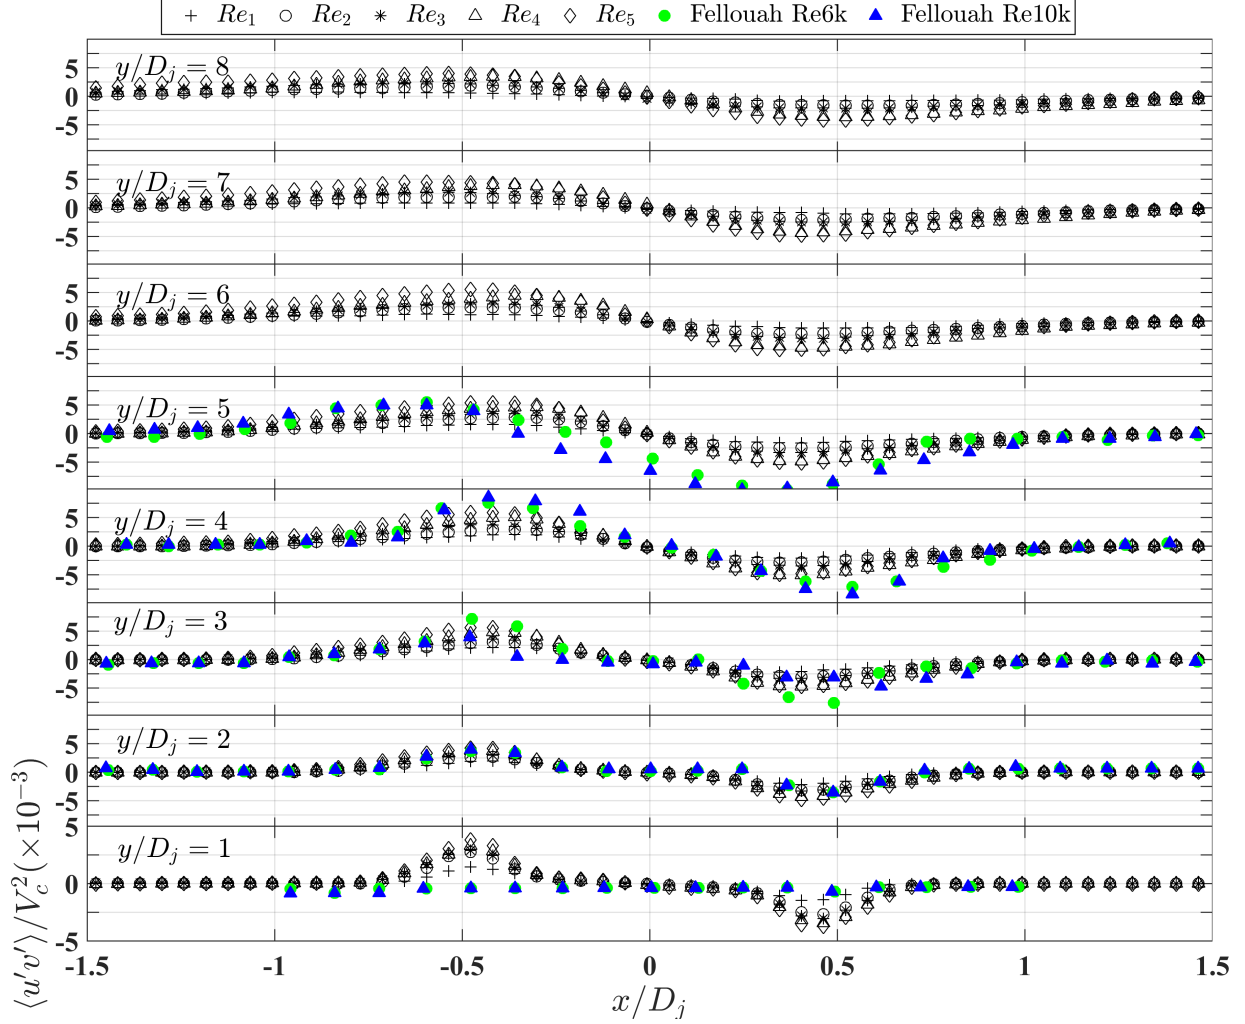 Re₁ Re₂ Re₃ Re₄ Re₅ Fellouah Re6k Fellouah Re10k
y/Dⱼ = 8
5
0
-5
y/Dⱼ = 7
5
0
-5
y/Dⱼ = 6
5
0
-5
y/Dⱼ = 5
5
0
-5
y/Dⱼ = 4
5
0
-5
y/Dⱼ = 3
5
0
-5
y/Dⱼ = 2
5
0
-5
y/Dⱼ = 1
5
0
-5
⟨u′v′⟩/V_c²(×10⁻³)
-1.5 -1 -0.5 0 0.5 1 1.5
x/Dⱼ